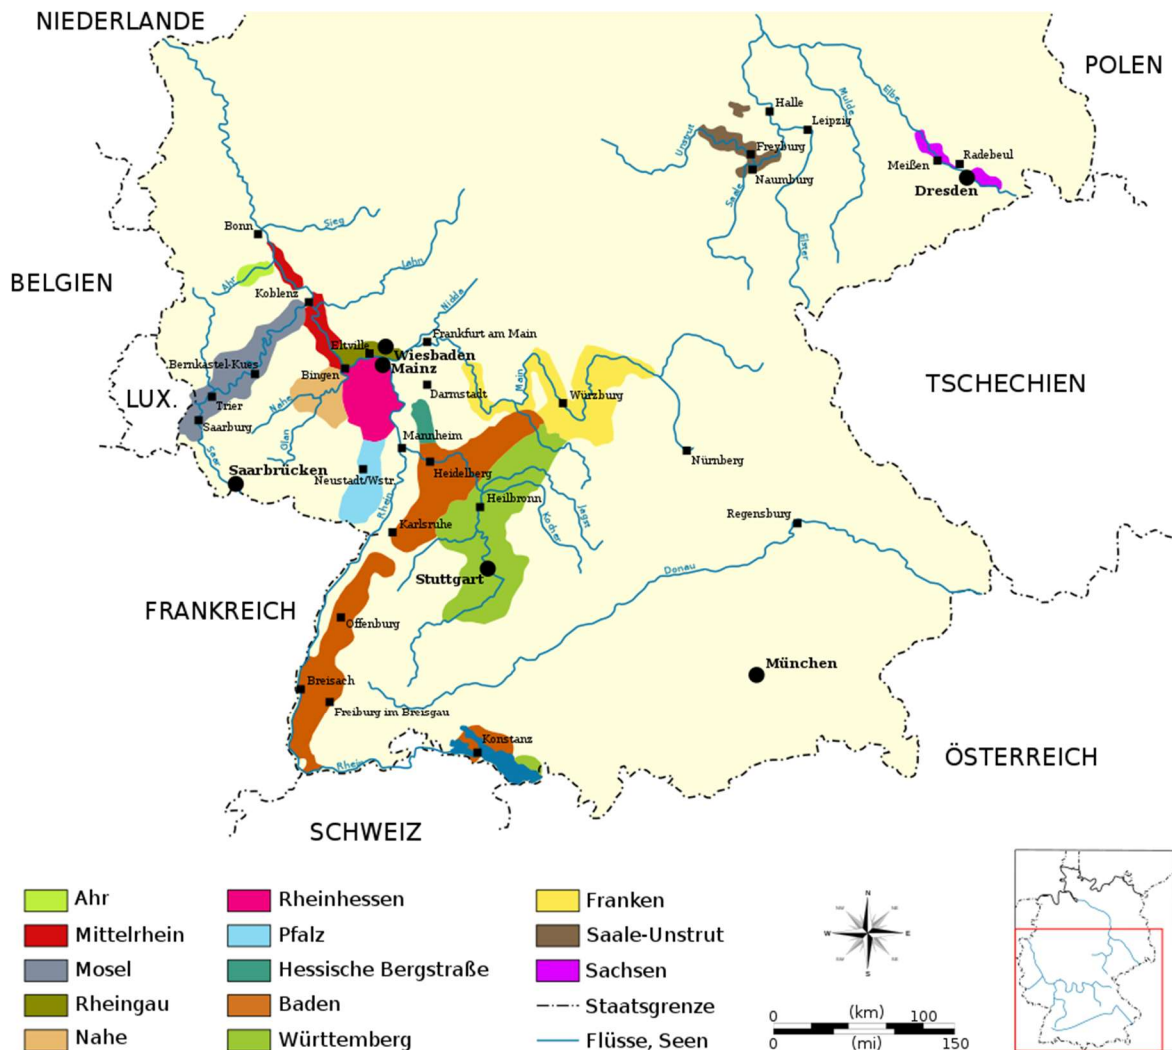 NIEDERLANDE
POLEN
BELGIEN
LUX
TSCHECHIEN
FRANKREICH
SCHWEIZ
ÖSTERREICH
Halle
Leipzig
Mulde
Elbe
Unstrut
Freyburg
Naumburg
Saale
Elster
Meißen
Radebeul
Dresden
Bonn
Sieg
Ahr
Lahn
Koblenz
Nidda
Frankfurt am Main
Eltville
Wiesbaden
Mainz
Bernkastel-Kues
Bingen
Darmstadt
Main
Würzburg
Trier
Nahe
Saarburg
Glan
Mannheim
Saar
Saarbrücken
Neustadt/Wstr.
Heidelberg
Nürnberg
Rhein
Heilbronn
Jagst
Kocher
Karlsruhe
Regensburg
Stuttgart
Donau
Offenburg
München
Breisach
Freiburg im Breisgau
Konstanz
Rhein
Ahr
Mittelrhein
Mosel
Rheingau
Nahe
Rheinhessen
Pfalz
Hessische Bergstraße
Baden
Württemberg
Franken
Saale-Unstrut
Sachsen
Staatsgrenze
Flüsse, Seen
N
W
E
S
0 (km) 100
0 (mi) 150